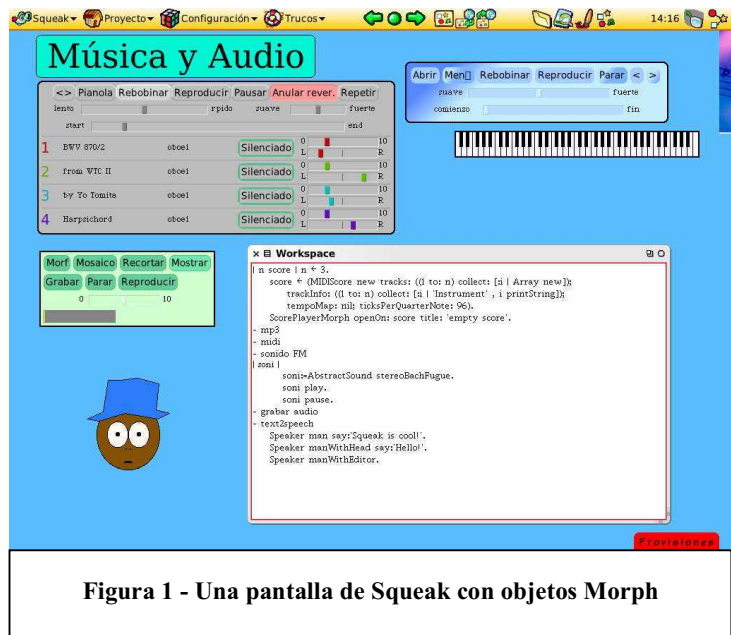 Squeak Proyecto Configuración Trucos 14:16
Música y Audio
<> Pianola Rebobinar Reproducir Pausar Anular rever. Repetir
lento rpido suave fuerte
start end
1 BWV 870/2 oboe1 Silenciado 0 10 L R
2 from WTC II oboe1 Silenciado 0 10 L R
3 by Yo Tomita oboe1 Silenciado 0 10 L R
4 Harpsichord oboe1 Silenciado 0 10 L R
Abrir Men▯ Rebobinar Reproducir Parar < >
suave fuerte
comienzo fin
Morf Mosaico Recortar Mostrar
Grabar Parar Reproducir
0 10
Workspace
| n score | n ← 3.
score ← (MIDIScore new tracks: ((1 to: n) collect: [:i | Array new]);
trackInfo: ((1 to: n) collect: [:i | 'Instrument' , i printString]);
tempoMap: nil; ticksPerQuarterNote: 96).
ScorePlayerMorph openOn: score title: 'empty score'.
- mp3
- midi
- sonido FM
| soni |
soni:=AbstractSound stereoBachFugue.
soni play.
soni pause.
- grabar audio
- text2speech
Speaker man say:'Squeak is cool!'.
Speaker manWithHead say:'Hello!'.
Speaker manWithEditor.
Provisiones
Figura 1 - Una pantalla de Squeak con objetos Morph